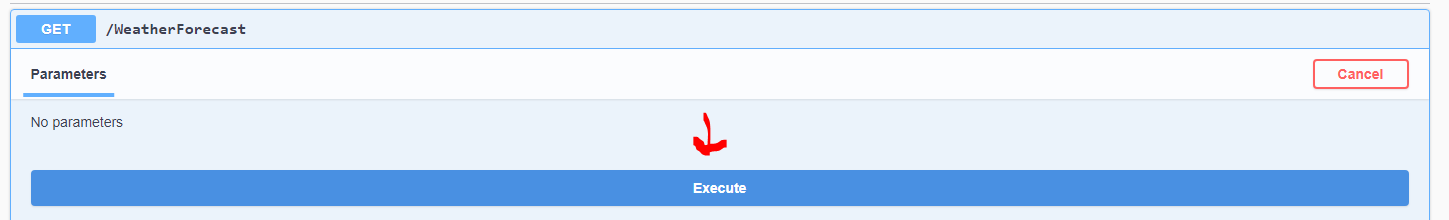 GET /WeatherForecast
Parameters Cancel
No parameters
Execute